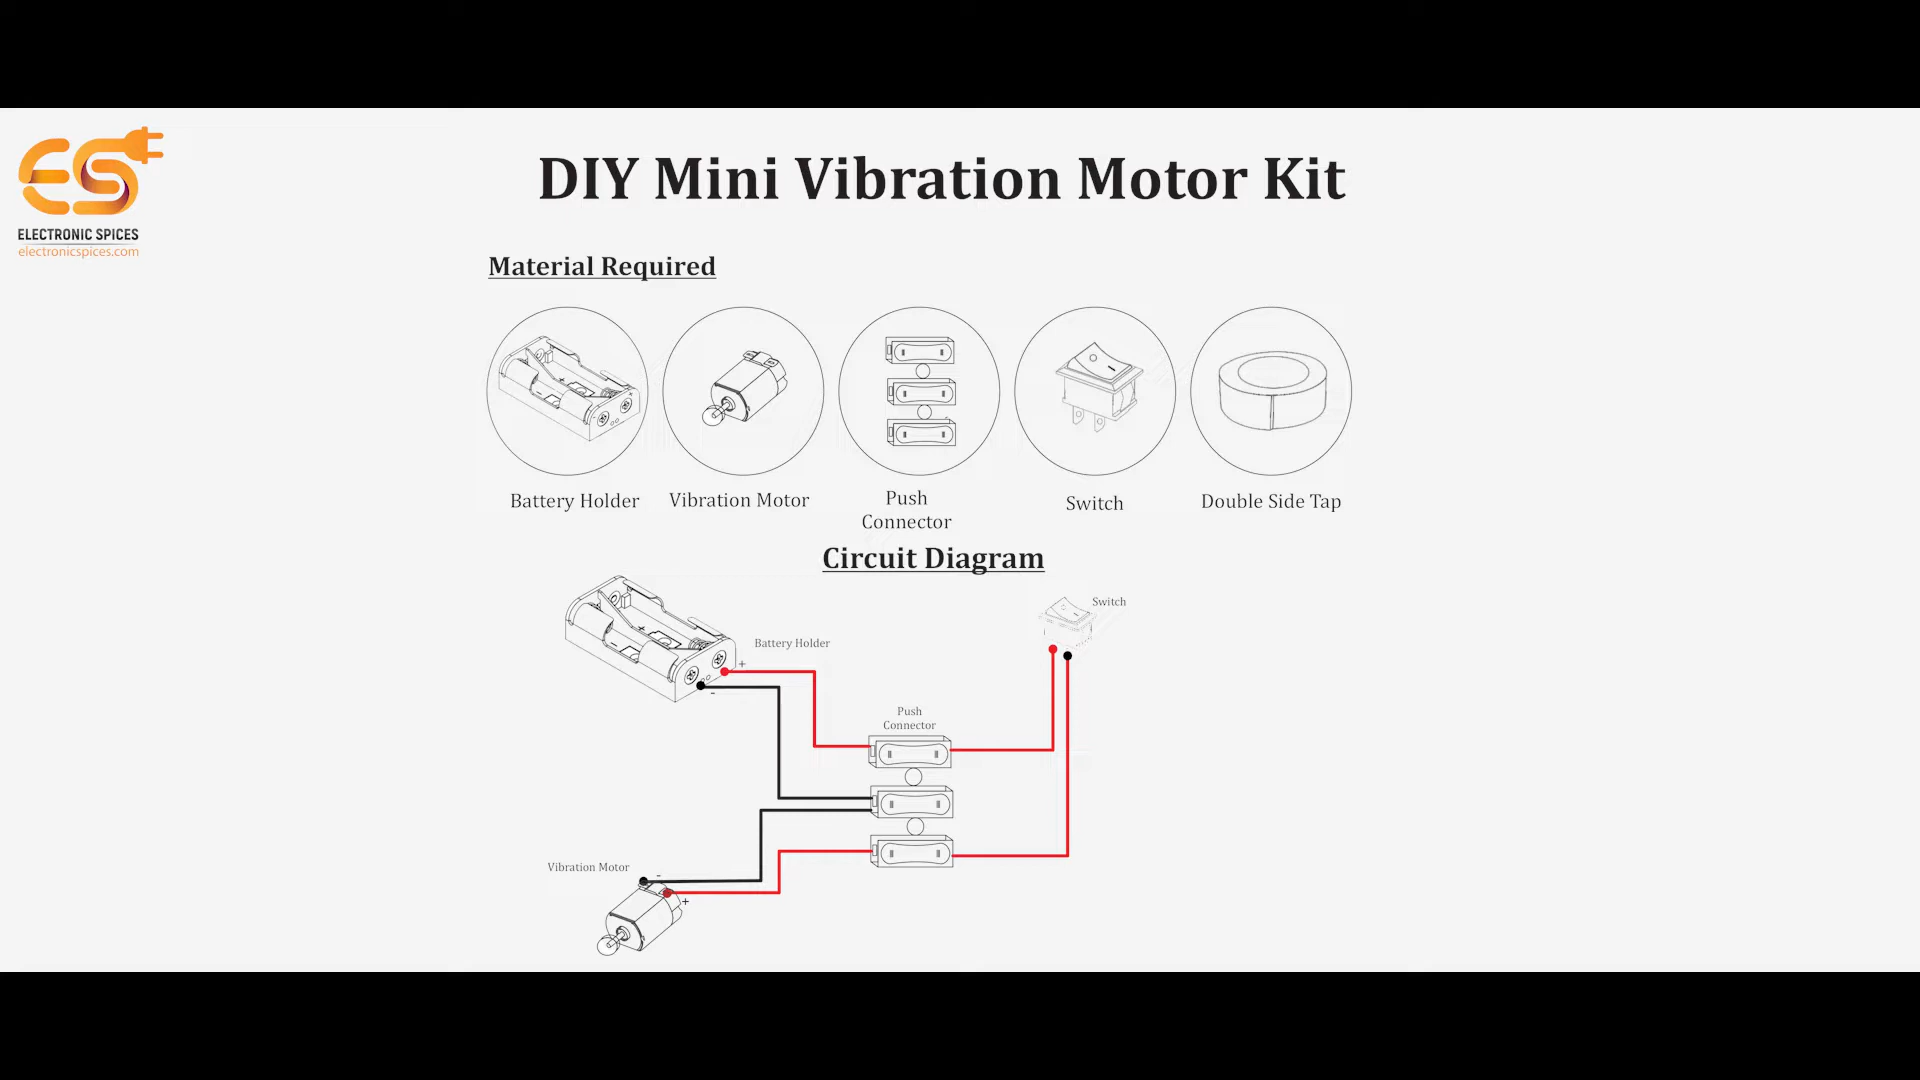 ES
ELECTRONIC SPICES
electronicspices.com
DIY Mini Vibration Motor Kit
Material Required
Battery Holder
Vibration Motor
Push
Connector
Switch
Double Side Tap
Circuit Diagram
Switch
Battery Holder
+
-
Push
Connector
Vibration Motor
-
+